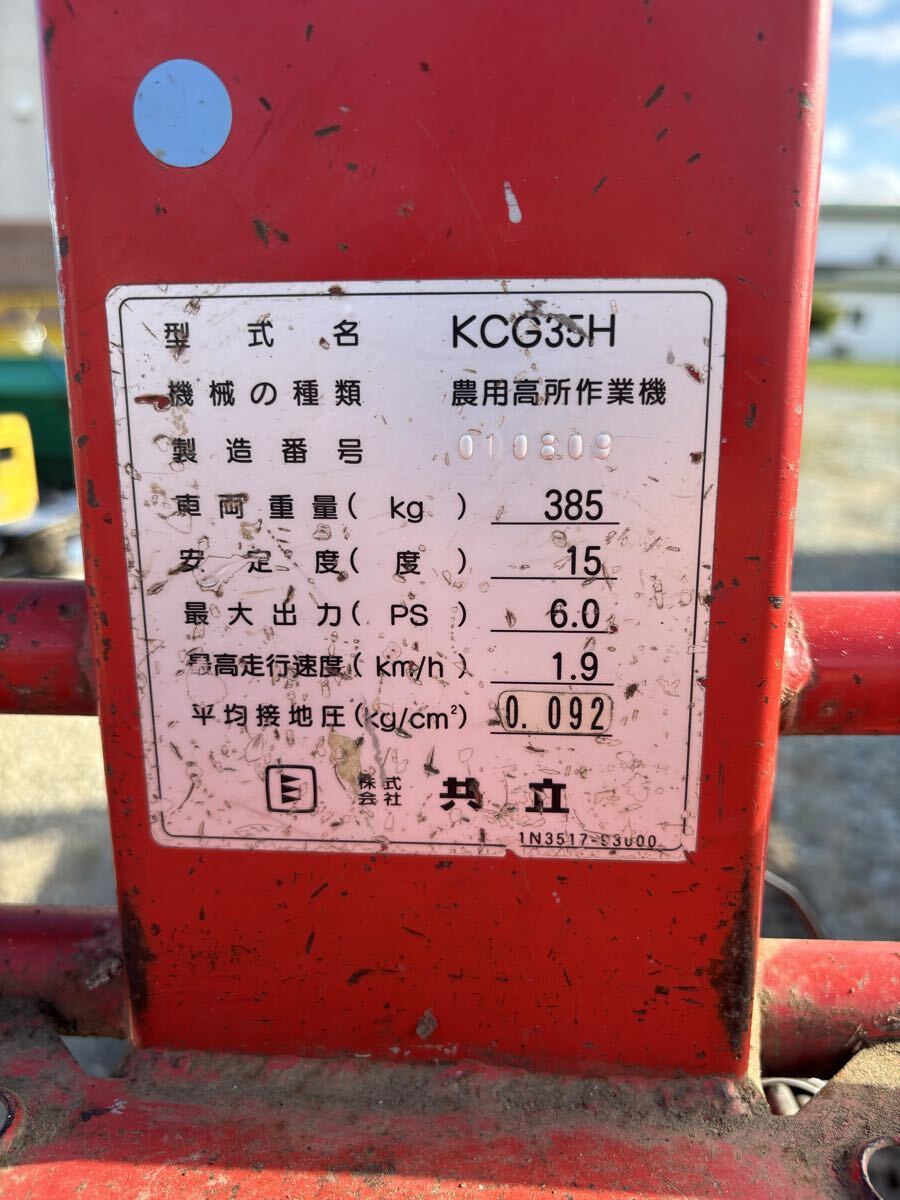 型式名 KCG35H
機械の種類 農用高所作業機
製造番号 010809
車両重量(kg) 385
安定度(度) 15
最大出力(PS) 6.0
最高走行速度(km/h) 1.9
平均接地圧(kg/cm²) 0.092
株式会社 共立
1N3517-93000